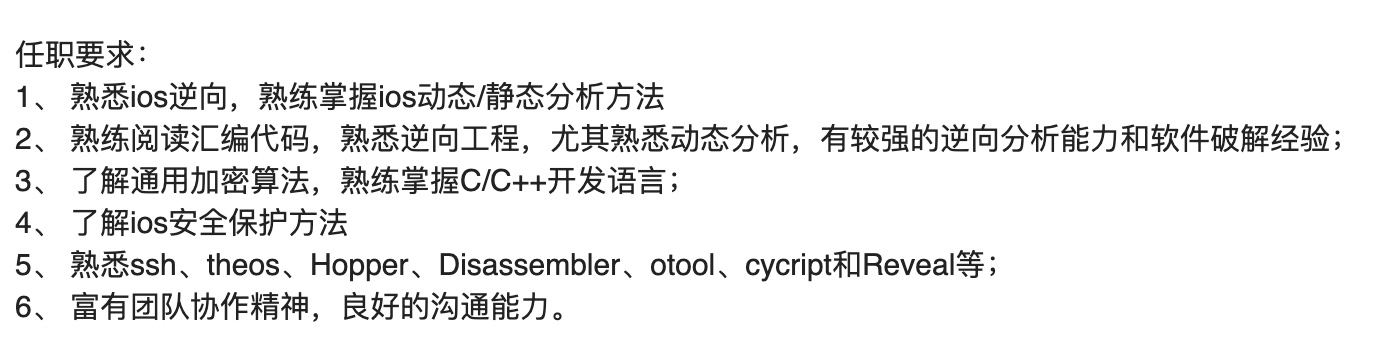 任职要求：
1、 熟悉ios逆向，熟练掌握ios动态/静态分析方法
2、 熟练阅读汇编代码，熟悉逆向工程，尤其熟悉动态分析，有较强的逆向分析能力和软件破解经验；
3、 了解通用加密算法，熟练掌握C/C++开发语言；
4、 了解ios安全保护方法
5、 熟悉ssh、theos、Hopper、Disassembler、otool、cycript和Reveal等；
6、 富有团队协作精神，良好的沟通能力。